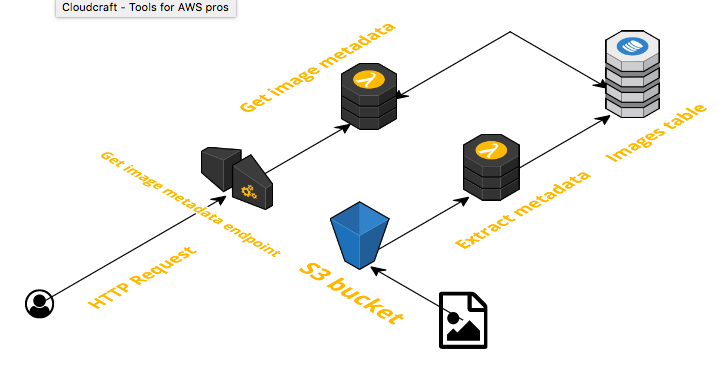 Cloudcraft - Tools for AWS pros
Get image metadata
Get image metadata endpoint
HTTP Request
S3 bucket
Extract metadata
Images table